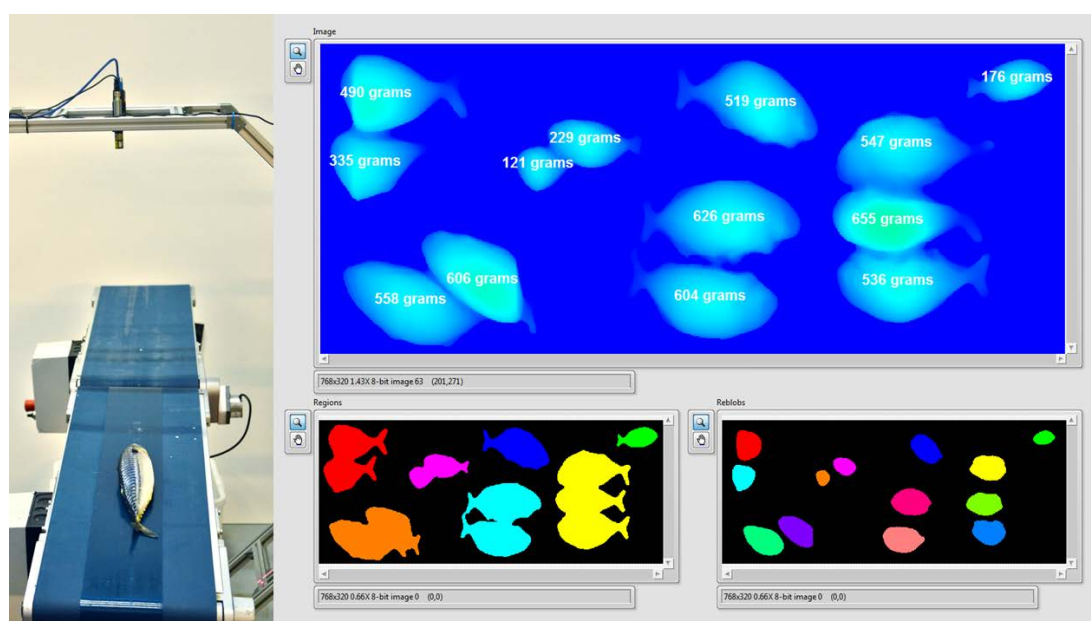 Image
490 grams
519 grams
176 grams
229 grams
547 grams
335 grams
121 grams
626 grams
655 grams
606 grams
536 grams
558 grams
604 grams
768x320 1.43X 8-bit image 63 (201,271)
Regions
Reblobs
768x320 0.66X 8-bit image 0 (0,0)
768x320 0.66X 8-bit image 0 (0,0)